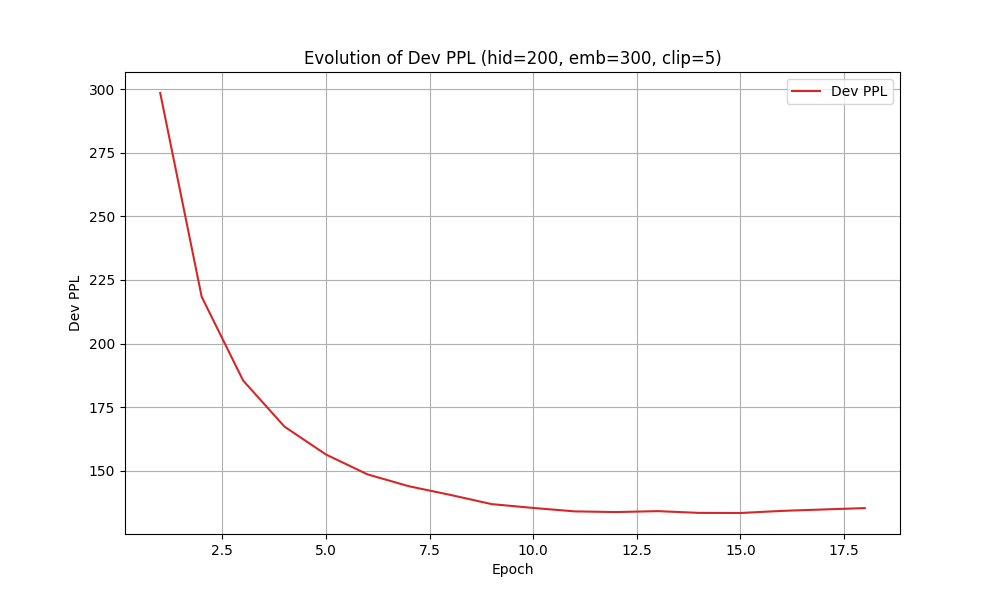 Evolution of Dev PPL (hid=200, emb=300, clip=5)
Dev PPL
300
275
250
225
200
175
150
Dev PPL
2.5 5.0 7.5 10.0 12.5 15.0 17.5
Epoch